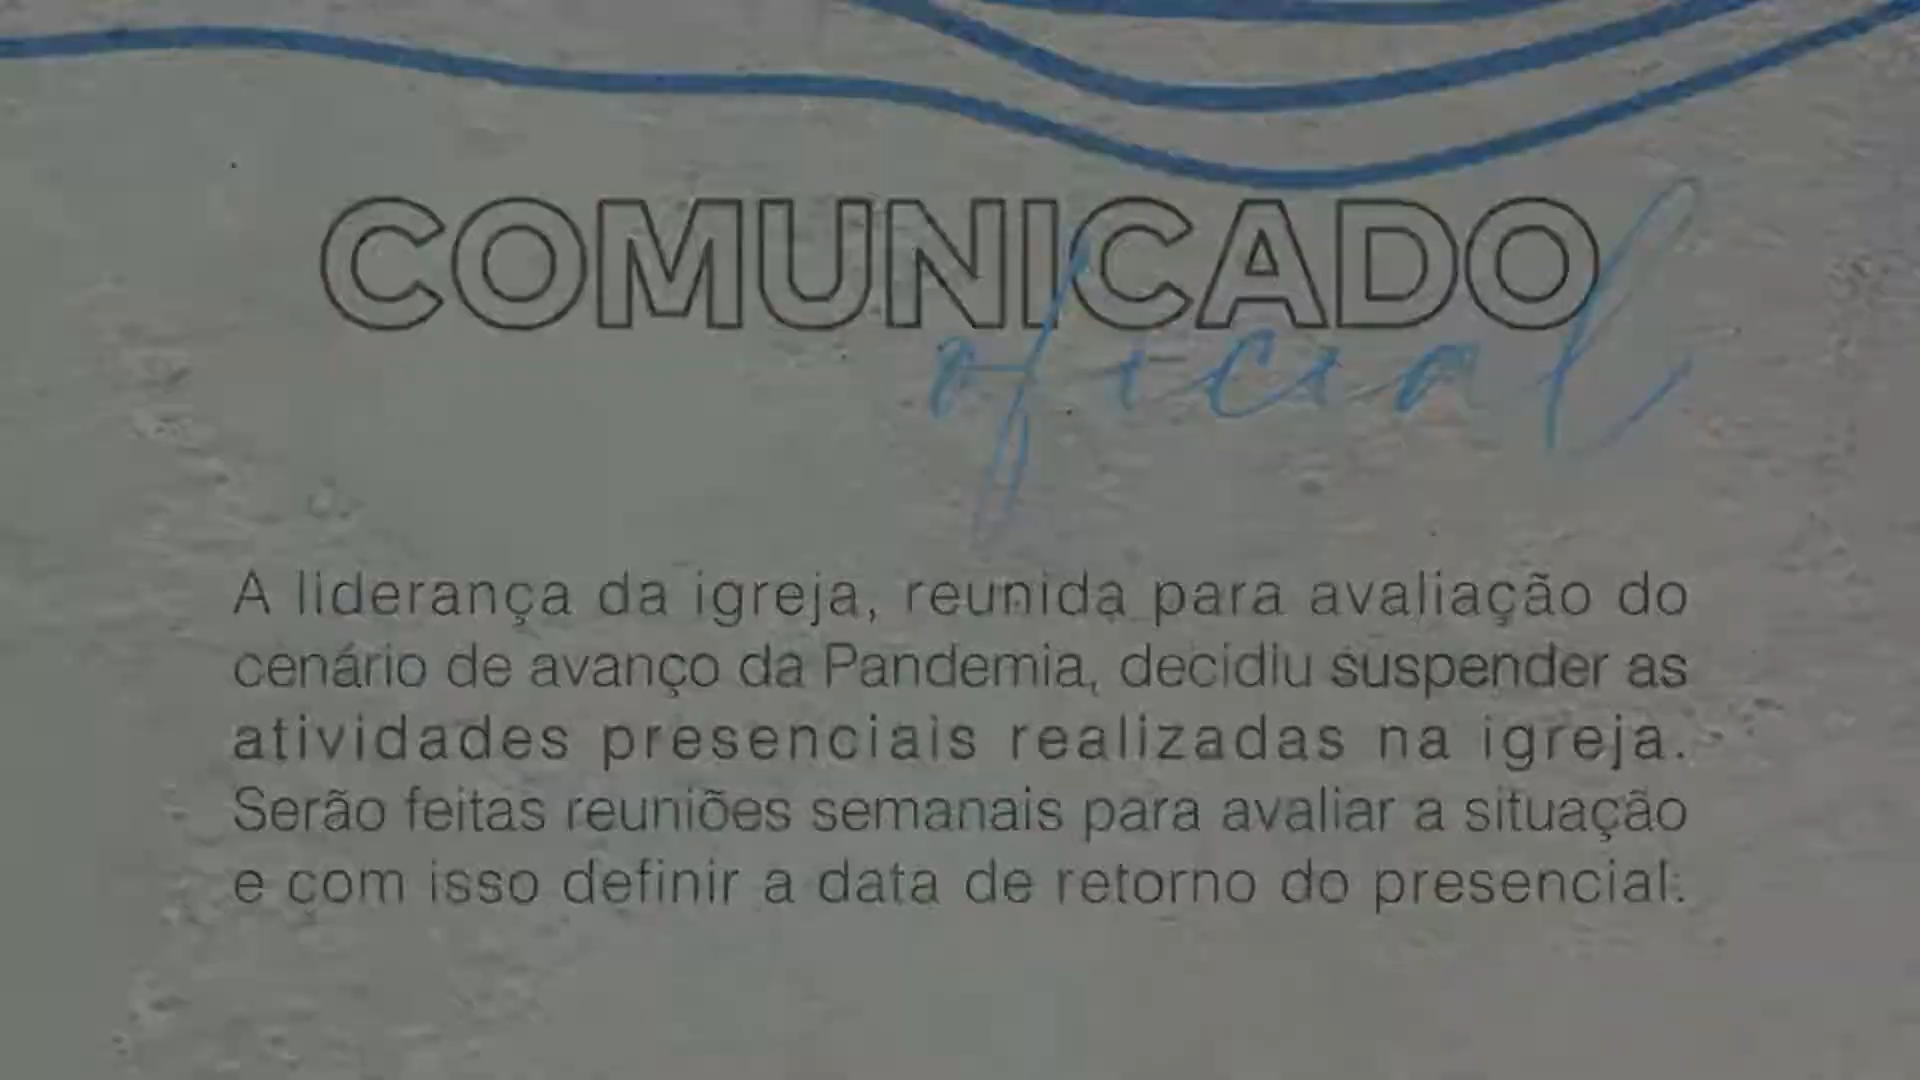 COMUNICADO
oficial
A liderança da igreja, reunida para avaliação do
cenário de avanço da Pandemia, decidiu suspender as
atividades presenciais realizadas na igreja.
Serão feitas reuniões semanais para avaliar a situação
e com isso definir a data de retorno do presencial.